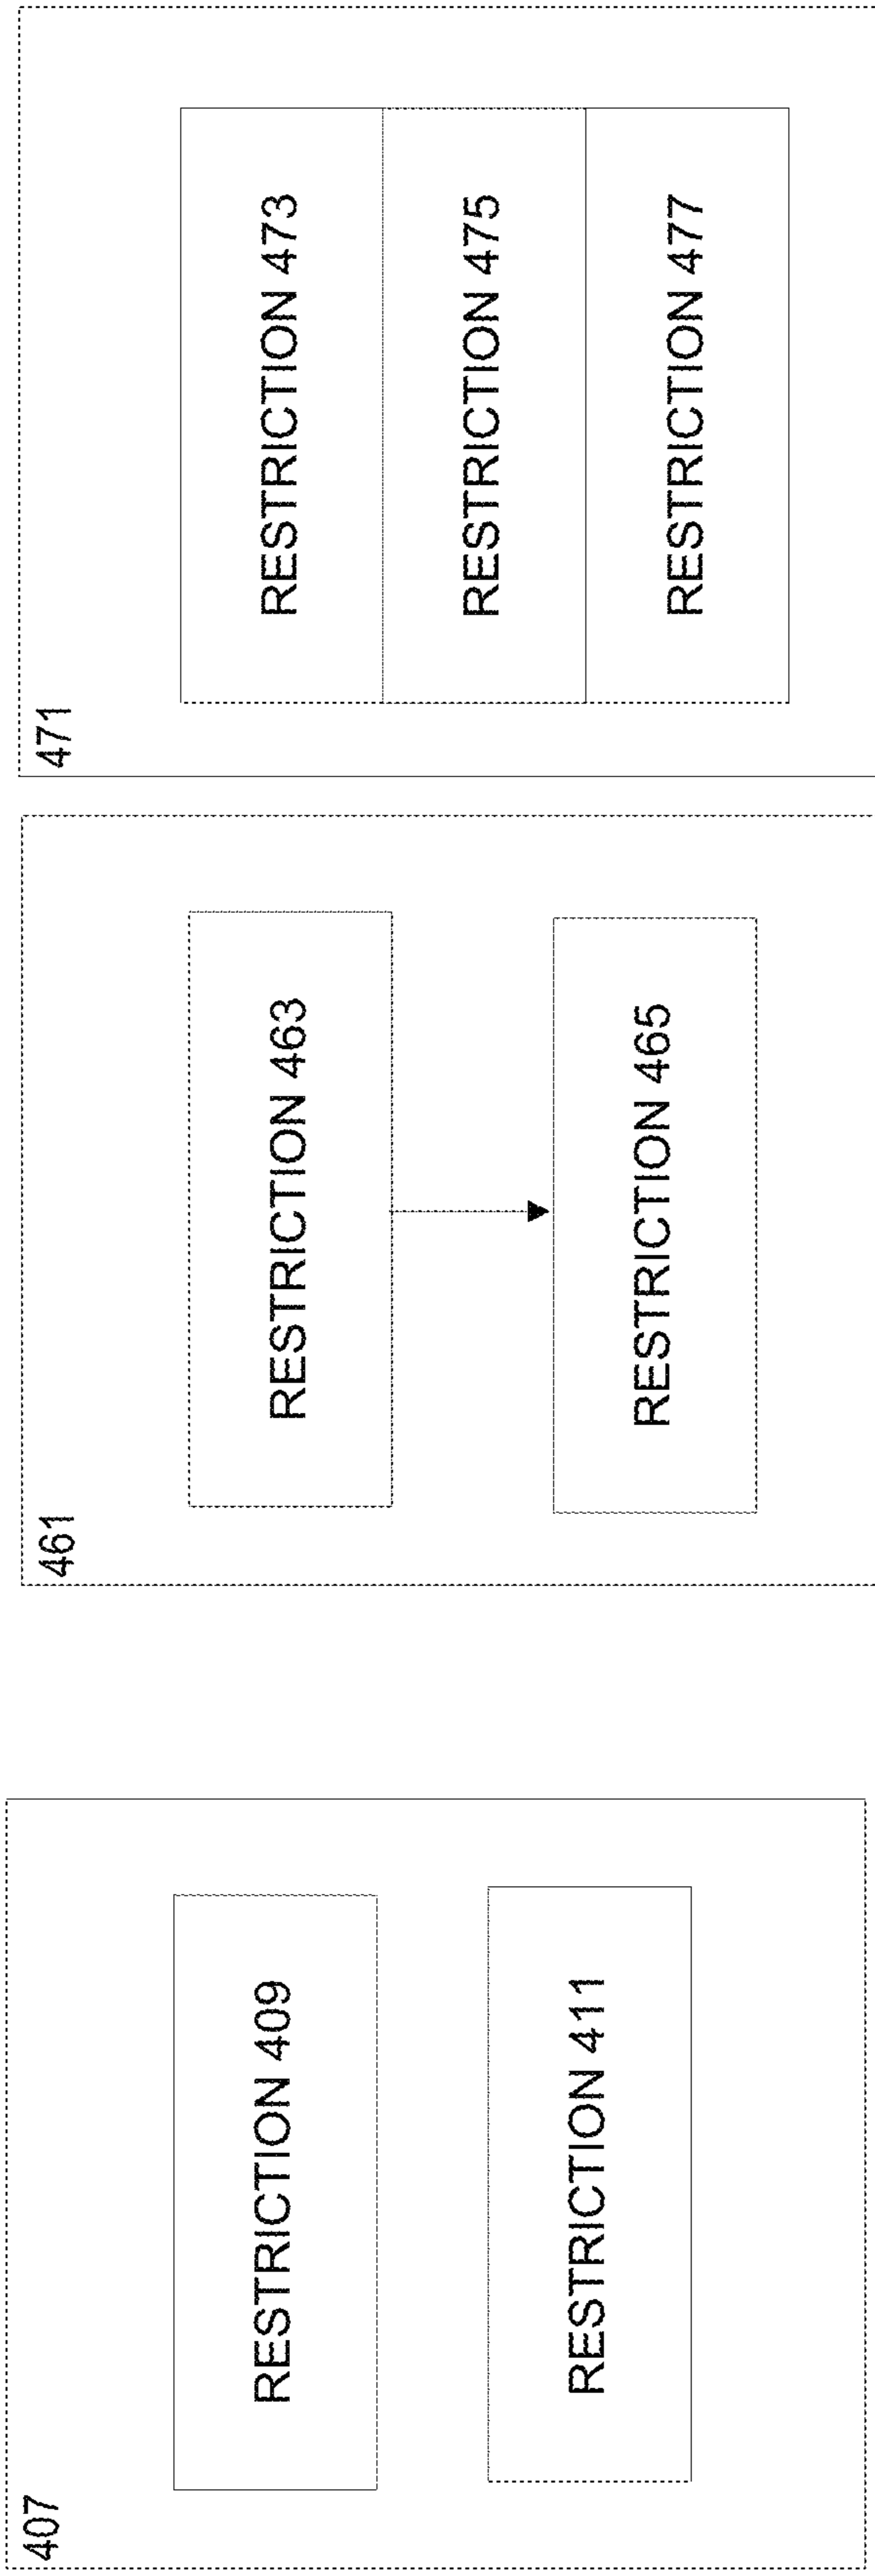 407
RESTRICTION 409
RESTRICTION 411
461
RESTRICTION 463
RESTRICTION 465
471
RESTRICTION 473
RESTRICTION 475
RESTRICTION 477